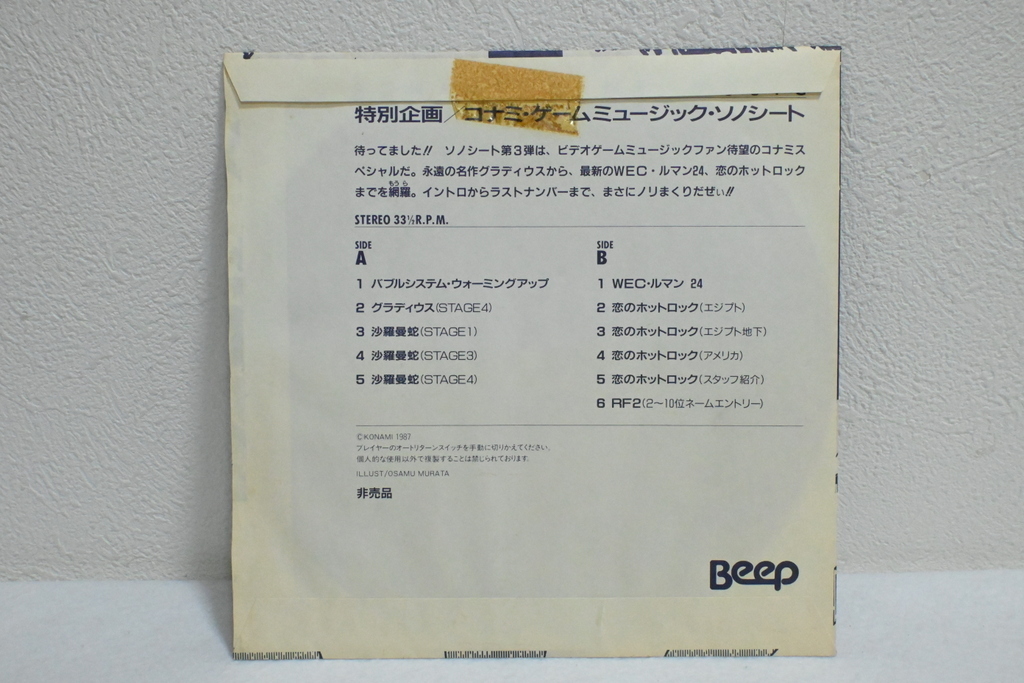 特別企画／コナミ・ゲームミュージック・ソノシート
待ってました!! ソノシート第3弾は、ビデオゲームミュージックファン待望のコナミス
ペシャルだ。永遠の名作グラディウスから、最新のWEC・ルマン24、恋のホットロック
までを網羅。イントロからラストナンバーまで、まさにノリまくりだぜぃ!!
もうら
STEREO 33⅓R.P.M.
SIDE
A
1 バブルシステム・ウォーミングアップ
2 グラディウス(STAGE4)
3 沙羅曼蛇(STAGE1)
4 沙羅曼蛇(STAGE3)
5 沙羅曼蛇(STAGE4)
SIDE
B
1 WEC・ルマン 24
2 恋のホットロック(エジプト)
3 恋のホットロック(エジプト地下)
4 恋のホットロック(アメリカ)
5 恋のホットロック(スタッフ紹介)
6 RF2(2〜10位ネームエントリー)
©KONAMI 1987
プレイヤーのオートリターンスイッチを手動に切りかえてください。
個人的な使用以外で複製することは禁じられております。
ILLUST/OSAMU MURATA
非売品
Beep